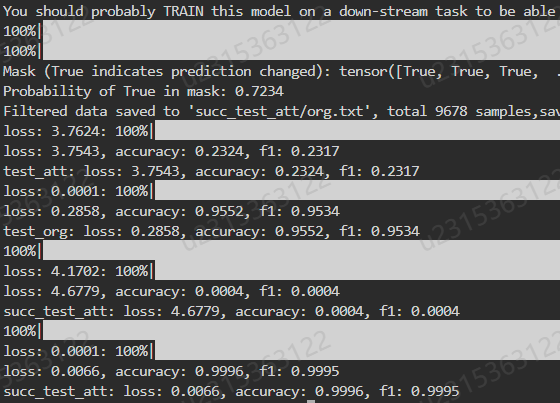 You should probably TRAIN this model on a down-stream task to be able
100%|
100%|
Mask (True indicates prediction changed): tensor([True, True, True,  .
Probability of True in mask: 0.7234
Filtered data saved to 'succ_test_att/org.txt', total 9678 samples,sav
loss: 3.7624: 100%|
loss: 3.7543, accuracy: 0.2324, f1: 0.2317
test_att: loss: 3.7543, accuracy: 0.2324, f1: 0.2317
loss: 0.0001: 100%|
loss: 0.2858, accuracy: 0.9552, f1: 0.9534
test_org: loss: 0.2858, accuracy: 0.9552, f1: 0.9534
100%|
loss: 4.1702: 100%|
loss: 4.6779, accuracy: 0.0004, f1: 0.0004
succ_test_att: loss: 4.6779, accuracy: 0.0004, f1: 0.0004
100%|
loss: 0.0001: 100%|
loss: 0.0066, accuracy: 0.9996, f1: 0.9995
succ_test_att: loss: 0.0066, accuracy: 0.9996, f1: 0.9995